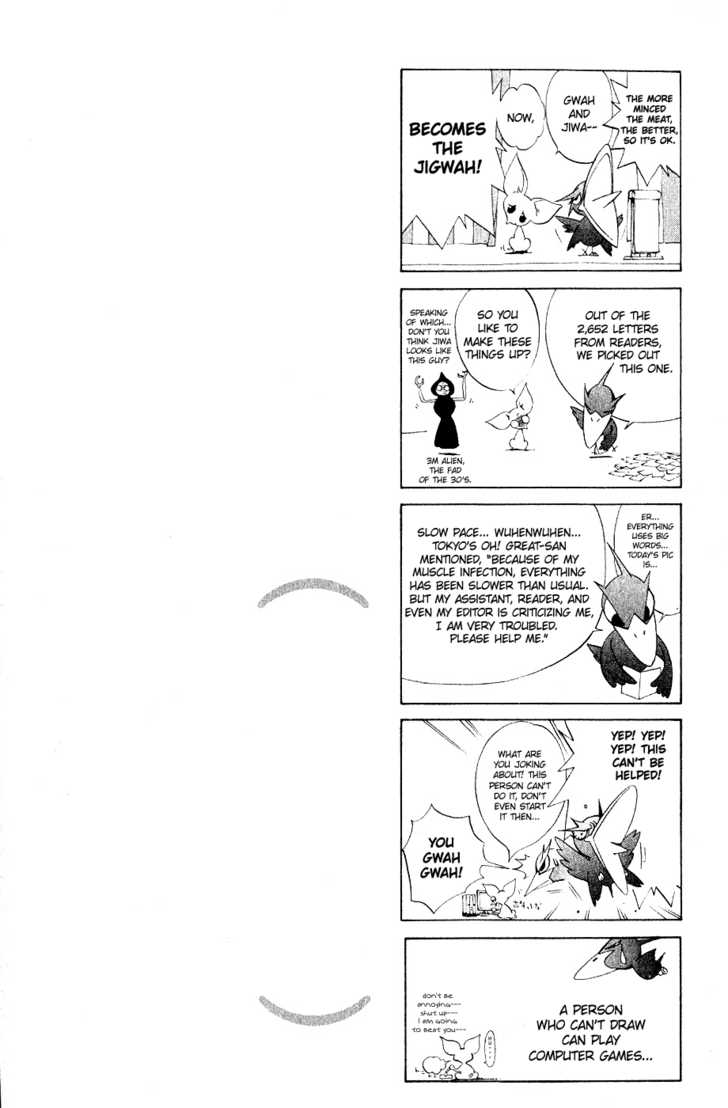 THE MORE
MINCED
THE MEAT,
THE BETTER,
SO IT'S OK.
GWAH
AND
JIWA--
NOW,
BECOMES
THE
JIGWAH!
OUT OF THE
2,652 LETTERS
FROM READERS,
WE PICKED OUT
THIS ONE.
SO YOU
LIKE TO
MAKE THESE
THINGS UP?
SPEAKING
OF WHICH...
DON'T YOU
THINK JIWA
LOOKS LIKE
THIS GUY?
3M ALIEN,
THE FAD
OF THE 30'S.
ER...
EVERYTHING
USES BIG
WORDS...
TODAY'S PIC
IS...
SLOW PACE... WUHENWUHEN...
TOKYO'S OH! GREAT-SAN
MENTIONED, "BECAUSE OF MY
MUSCLE INFECTION, EVERYTHING
HAS BEEN SLOWER THAN USUAL.
BUT MY ASSISTANT, READER, AND
EVEN MY EDITOR IS CRITICIZING ME,
I AM VERY TROUBLED.
PLEASE HELP ME."
YEP! YEP!
YEP! THIS
CAN'T BE
HELPED!
WHAT ARE
YOU JOKING
ABOUT! THIS
PERSON CAN'T
DO IT, DON'T
EVEN START
IT THEN...
YOU
GWAH
GWAH!
A PERSON
WHO CAN'T DRAW
CAN PLAY
COMPUTER GAMES...
don't be
annoying---
shut up---
I am going
to beat you---